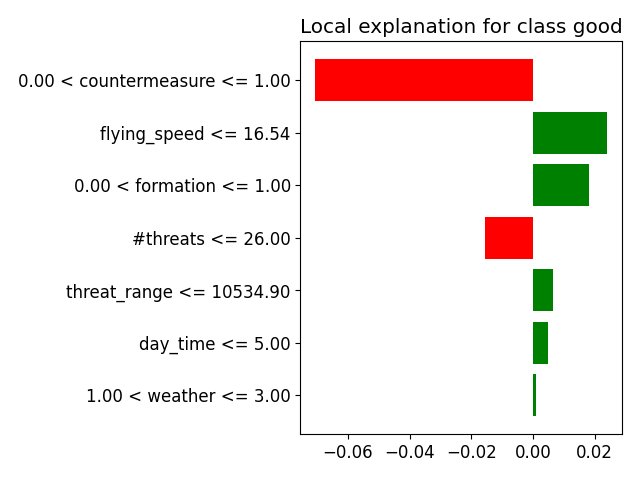 Local explanation for class good
0.00 < countermeasure <= 1.00
flying_speed <= 16.54
0.00 < formation <= 1.00
#threats <= 26.00
threat_range <= 10534.90
day_time <= 5.00
1.00 < weather <= 3.00
−0.06 −0.04 −0.02 0.00 0.02